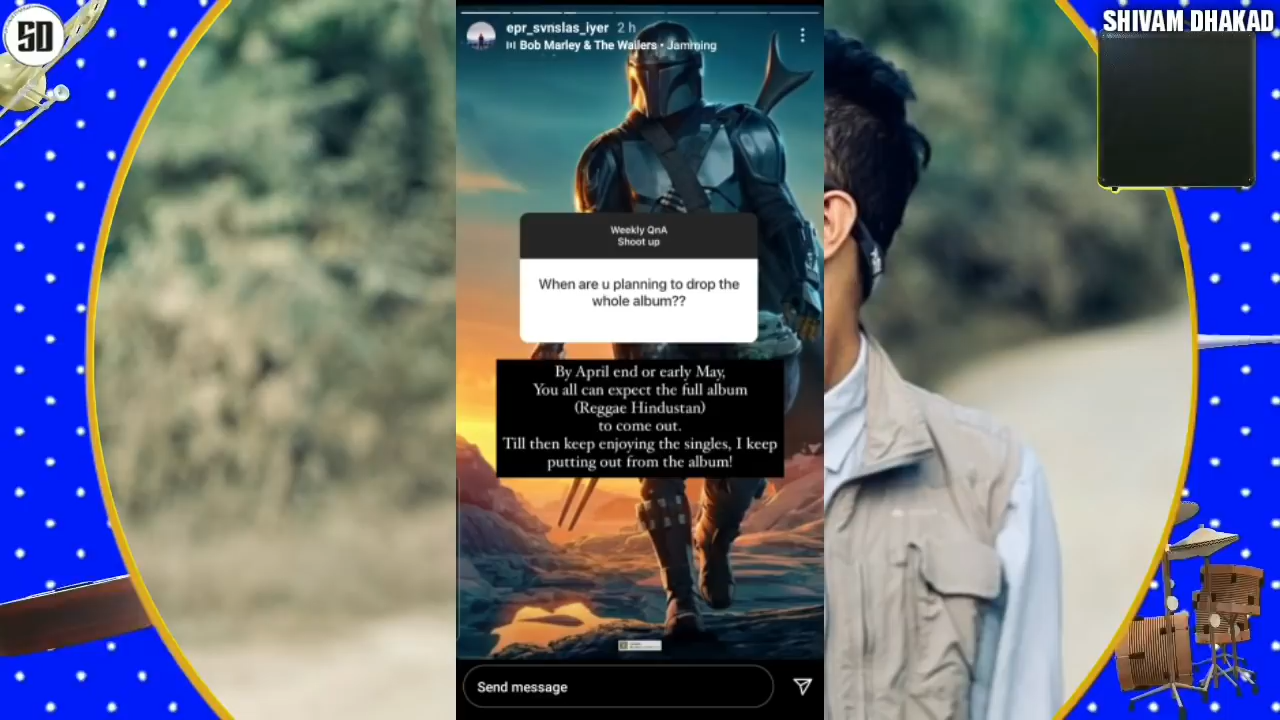 SD
SHIVAM DHAKAD
epr_svnslas_iyer 2 h
Bob Marley & The Wailers • Jamming
Weekly QnA
Shoot up
When are u planning to drop the
whole album??
By April end or early May,
You all can expect the full album
(Reggae Hindustan)
to come out.
Till then keep enjoying the singles, I keep
putting out from the album!
Send message